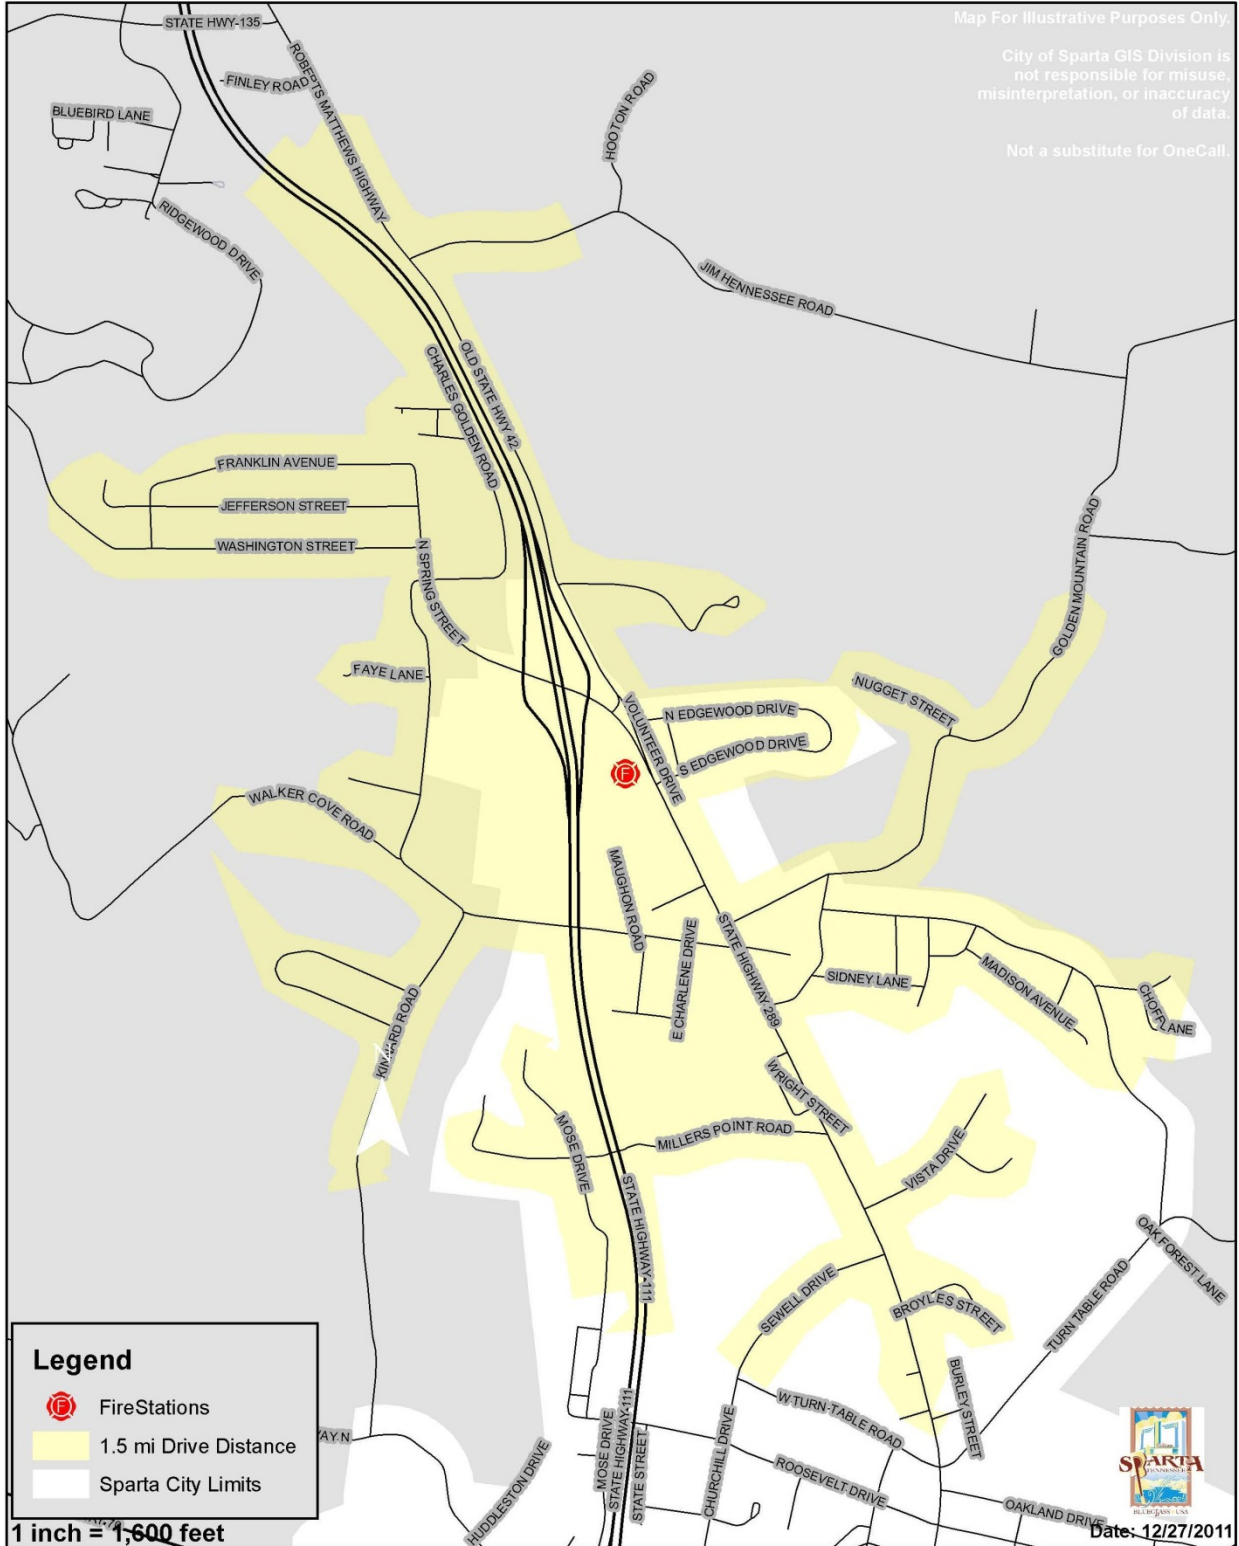 STATE HWY-135
Map For Illustrative Purposes Only.
City of Sparta GIS Division is
not responsible for misuse,
misinterpretation, or inaccuracy
of data.
Not a substitute for OneCall.
ROBERTS MATTHEWS HIGHWAY
FINLEY ROAD
BLUEBIRD LANE
HOOTON ROAD
RIDGEWOOD DRIVE
JIM HENNESSEE ROAD
OLD STATE HWY 42
CHARLES GOLDEN ROAD
FRANKLIN AVENUE
JEFFERSON STREET
WASHINGTON STREET
N SPRING STREET
GOLDEN MOUNTAIN ROAD
FAYE LANE
NUGGET STREET
VOLUNTEER DRIVE
N EDGEWOOD DRIVE
S EDGEWOOD DRIVE
F
WALKER COVE ROAD
MAUGHON ROAD
E CHARLENE DRIVE
STATE HIGHWAY-289
SIDNEY LANE
MADISON AVENUE
LANE
ROAD
N
WRIGHT STREET
MOSE DRIVE
MILLERS POINT ROAD
VISTA DRIVE
STATE HIGHWAY-111
OAK FOREST LANE
SEWELL DRIVE
BROYLES STREET
TURN TABLE ROAD
BURLEY STREET
Legend
F FireStations
1.5 mi Drive Distance
Sparta City Limits
W TURN-TABLE ROAD
MOSE DRIVE
STATE HIGHWAY-111
STATE STREET
CHURCHILL DRIVE
HUDDLESTON DRIVE
ROOSEVELT DRIVE
OAKLAND DRIVE
SPARTA
TENNESSEE
BLUEGRASS USA
1 inch = 1,600 feet
Date: 12/27/2011